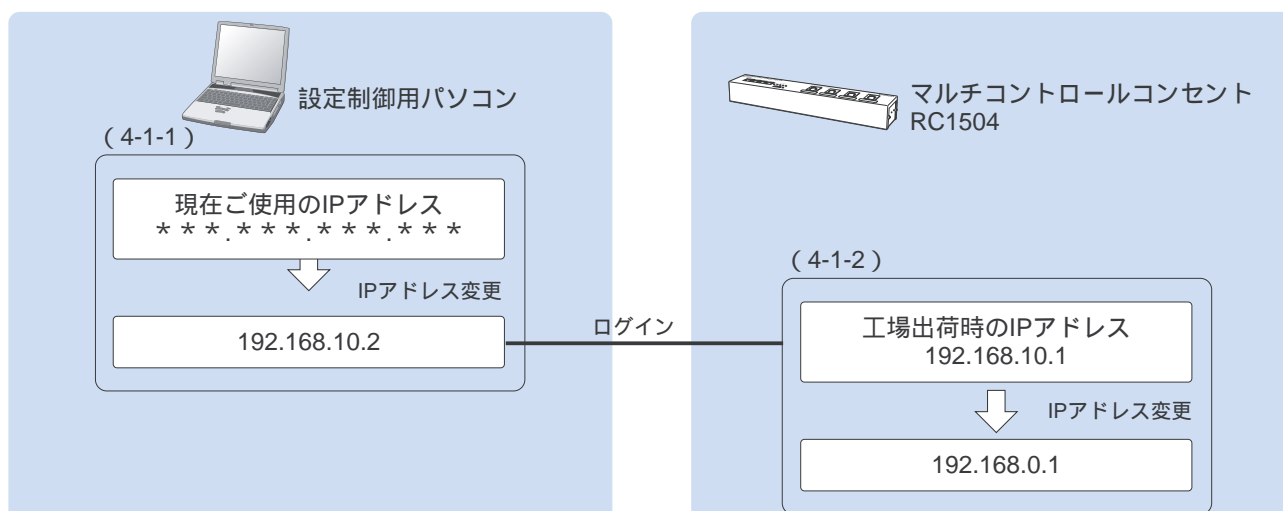 設定制御用パソコン
(4-1-1)
現在ご使用のIPアドレス
＊＊＊.＊＊＊.＊＊＊.＊＊＊
IPアドレス変更
192.168.10.2
ログイン
マルチコントロールコンセント
RC1504
(4-1-2)
工場出荷時のIPアドレス
192.168.10.1
IPアドレス変更
192.168.0.1